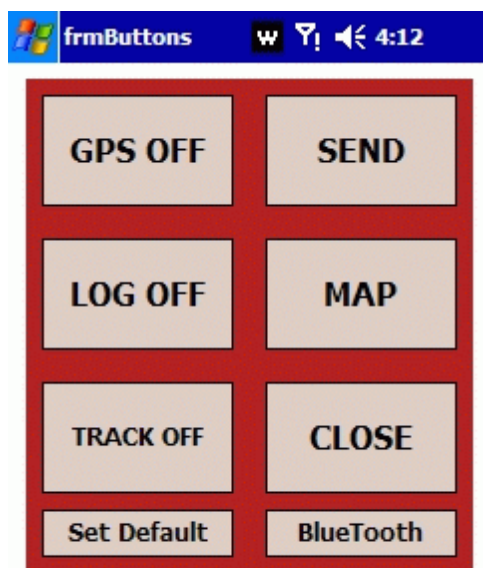 frmButtons W 4:12
GPS OFF SEND
LOG OFF MAP
TRACK OFF CLOSE
Set Default BlueTooth